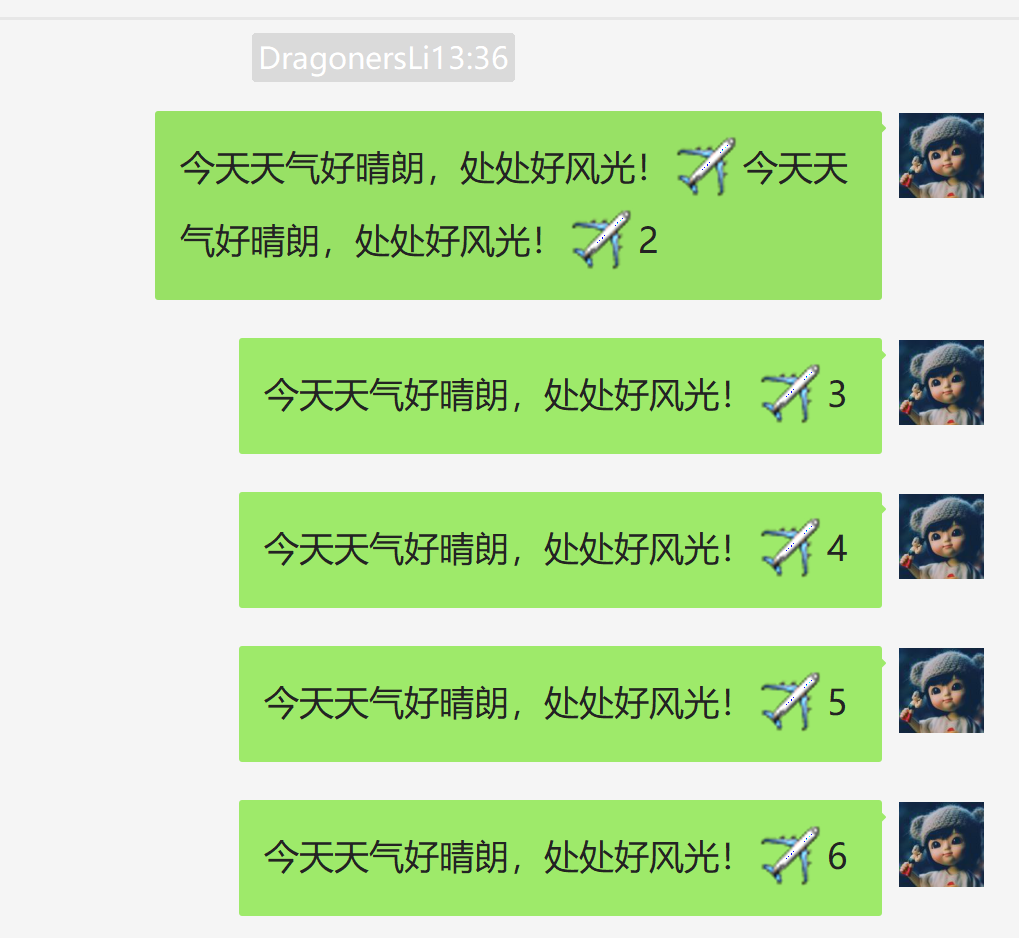 DragonersLi13:36
今天天气好晴朗，处处好风光！✈今天天
气好晴朗，处处好风光！✈2
今天天气好晴朗，处处好风光！✈3
今天天气好晴朗，处处好风光！✈4
今天天气好晴朗，处处好风光！✈5
今天天气好晴朗，处处好风光！✈6